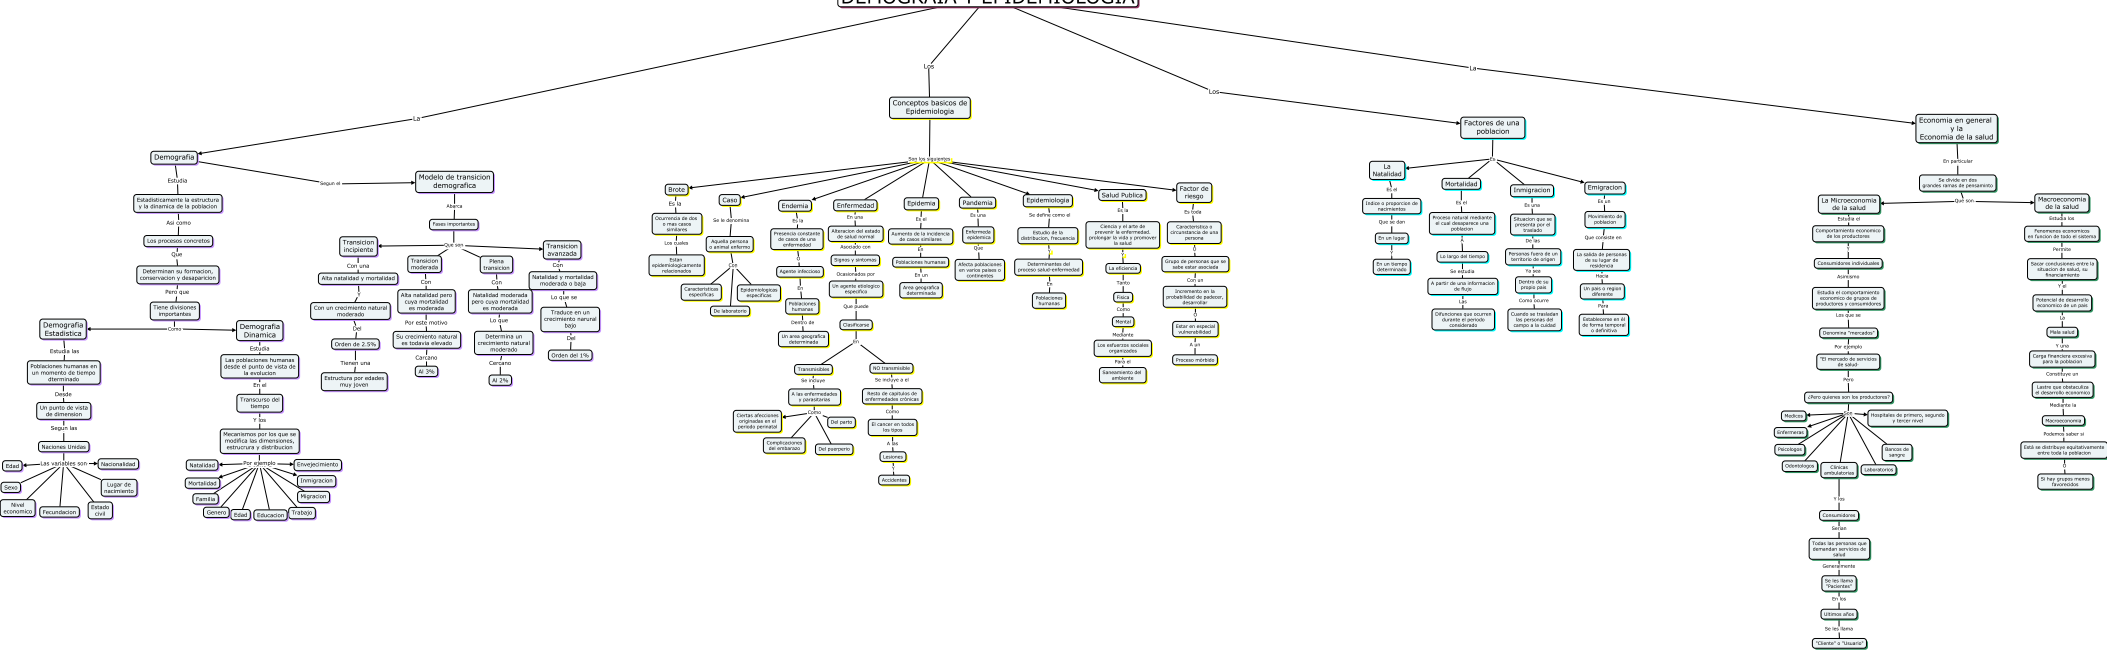 DEMOGRAIA Y EPIDEMIOLOGIA
La
Los
Los
La
Demografia
Estudia
Estadisticamente la estructura
y la dinamica de la poblacion
Asi como
Los procesos concretos
Que
Determinan su formacion,
conservacion y desaparicion
Pero que
Tiene divisiones
importantes
Como
Demografia
Estadistica
Estudia las
Poblaciones humanas en
un momento de tiempo
dterminado
Desde
Un punto de vista
de dimension
Segun las
Naciones Unidas
Las variables son
Edad
Sexo
Nivel
economico
Fecundacion
Estado
civil
Lugar de
nacimiento
Nacionalidad
Demografia
Dinamica
Estudia
Las poblaciones humanas
desde el punto de vista de
la evolucion
En el
Transcurso del
tiempo
Y los
Mecanismos por los que se
modifica las dimensiones,
estrucrura y distribucion
Por ejemplo
Natalidad
Mortalidad
Familia
Genero
Edad
Educacion
Trabajo
Migracion
Inmigracion
Envejecimiento
Segun el
Modelo de transicion
demografica
Abarca
Fases importantes
Que son
Transicion
incipiente
Con una
Alta natalidad y mortalidad
Y
Con un crecimiento natural
moderado
Del
Orden de 2.5%
Tienen una
Estructura por edades
muy joven
Transicion
moderada
Con
Alta natalidad pero
cuya mortalidad
es moderada
Por este motivo
Su crecimiento natural
es todavia elevado
Carcano
Al 3%
Plena
transicion
Con
Natalidad moderada
pero cuya mortalidad
es moderada
Lo que
Determina un
crecimiento natural
moderado
Cercano
Al 2%
Transicion
avanzada
Con
Natalidad y mortalidad
moderada o baja
Lo que se
Traduce en un
crecimiento narural
bajo
Del
Orden del 1%
Conceptos basicos de
Epidemiologia
Son los siguientes
Brote
Es la
Ocurrencia de dos
o mas casos
similares
Los cueles
Estan
epidemiologicamente
relacionados
Caso
Se le denomina
Aquella persona
o animal enfermo
Con
Caracteristicas
especificas
De laboratorio
Epidemiologicas
especificas
Endemia
Es la
Presencia constante
de casos de una
enfermedad
O
Agente infeccioso
En
Poblaciones
humanas
Dentro de
Un area geografica
determinada
Enfermedad
En una
Alteracion del estado
de salud normal
Asociado con
Signos y sintomas
Ocasionados por
Un agente etiologico
especifico
Que puede
Clasificarse
En
Transmisibles
Se incluye
A las enfermedades
y parasitarias
Como
Ciertas afecciones
originadas en el
periodo pernatal
Complicaciones
del embarazo
Del puerperio
Del parto
NO transmisible
Se incluye a el
Resto de capitulos de
enfermedades crónicas
Como
El cancer en todos
los tipos
A las
Lesiones
Y
Accidentes
Epidemia
Es el
Aumento de la incidencia
de casos similares
En
Poblaciones humanas
En un
Area geografica
determinada
Pandemia
Es una
Enfermeda
epidemica
Que
Afecta poblaciones
en varios paises o
continentes
Epidemiologia
Se define como el
Estudio de la
distribucion, frecuencia
Y
Determinantes del
proceso salud-enfermedad
En
Poblaciones
humanas
Salud Publica
Es la
Ciencia y el arte de
prevenir la enfermedad,
prolongar la vida y promover
la salud
Y
La eficiencia
Tanto
Fisica
Como
Mental
Mediante
Los esfuerzos sociales
organizados
Para el
Saneamiento del
ambiente
Factor de
riesgo
Es toda
Caracteristica o
circunstancia de una
persona
O
Grupo de personas que se
sabe estar asociada
Con un
Incremento en la
probabilidad de padecer,
desarrollar
O
Estar en especial
vulnerabilidad
A un
Proceso mórbido
Factores de una
poblacion
Es
La
Natalidad
Es el
Indice o proporcion de
nacimientos
Que se dan
En un lugar
Y
En un tiempo
determinado
Mortalidad
Es el
Proceso natural mediante
el cual desaparece una
poblacion
A
Lo largo del tiempo
Se estudia
A partir de una informacion
de flujo
Las
Difunciones que ocurren
durante el periodo
considerado
Inmigracion
Es una
Situacion que se
presenta por el
traslado
De las
Personas fuera de un
territorio de origen
Ya sea
Dentro de su
propio pais
Como ocurre
Cuando se trasladan
las personas del
campo a la cuidad
Emigracion
Es un
Movimiento de
poblacion
Que consiste en
La salida de personas
de su lugar de
residencia
Hacia
Un pais o region
diferente
Para
Establecerse en él
de forma temporal
o definitiva
Economia en general
y la
Economia de la salud
En particular
Se divide en dos
grandes ramas de pensaminto
Que son
La Microeconomia
de la salud
Estudia el
Comportamiento economico
de los productores
Y
Consumidores individuales
Asimismo
Estudia el comportamiento
economico de grupos de
productores y consumidores
Los que se
Denomina "mercados"
Por ejemplo
"El mercado de servicios
de salud"
Pero
¿Pero quienes son los productores?
Son
Medicos
Enfermeras
Psicologos
Odontologos
Clinicas
ambulatorias
Laboratorios
Bancos de
sangre
Hospitales de primero, segundo
y tercer nivel
Y los
Consumidores
Serian
Todas las personas que
demandan servicios de
salud
Generalmente
Se les llama
"Pacientes"
En los
Ultimos años
Se les llama
"Cliente" o "Usuario"
Macroeconomia
de la salud
Estudia los
Fenomenos economicos
en funcion de todo el sistema
Permite
Sacar conclusiones entre la
situacion de salud, su
financiamiento
Y el
Potencial de desarrollo
economico de un pais
La
Mala salud
Y una
Carga financiera excesiva
para la poblacion
Constituye un
Lastre que obstaculiza
el desarrollo economico
Mediante la
Macroeconomia
Podemos saber si
Está se distribuye equitativamente
entre toda la poblacion
O
Si hay grupos menos
favorecidos